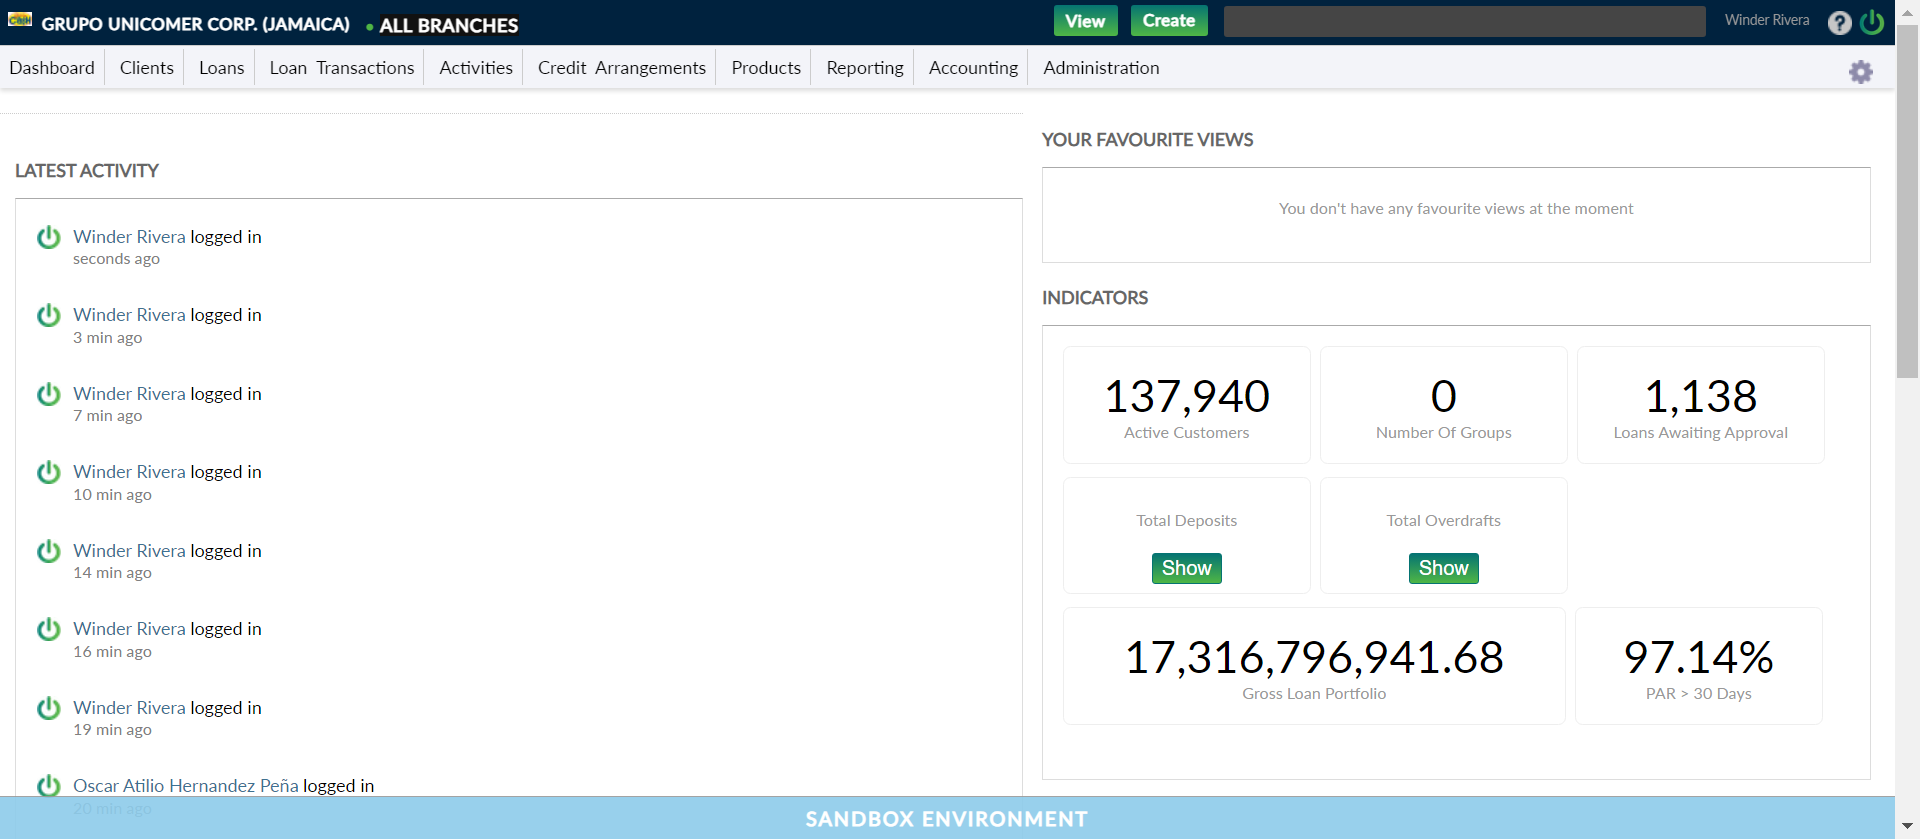 GRUPO UNICOMER CORP. (JAMAICA) • ALL BRANCHES View Create Winder Rivera ?
Dashboard Clients Loans Loan Transactions Activities Credit Arrangements Products Reporting Accounting Administration
LATEST ACTIVITY
Winder Rivera logged in
seconds ago
Winder Rivera logged in
3 min ago
Winder Rivera logged in
7 min ago
Winder Rivera logged in
10 min ago
Winder Rivera logged in
14 min ago
Winder Rivera logged in
16 min ago
Winder Rivera logged in
19 min ago
Oscar Atilio Hernandez Peña logged in
20 min ago
YOUR FAVOURITE VIEWS
You don't have any favourite views at the moment
INDICATORS
137,940
Active Customers
0
Number Of Groups
1,138
Loans Awaiting Approval
Total Deposits
Show
Total Overdrafts
Show
17,316,796,941.68
Gross Loan Portfolio
97.14%
PAR > 30 Days
SANDBOX ENVIRONMENT